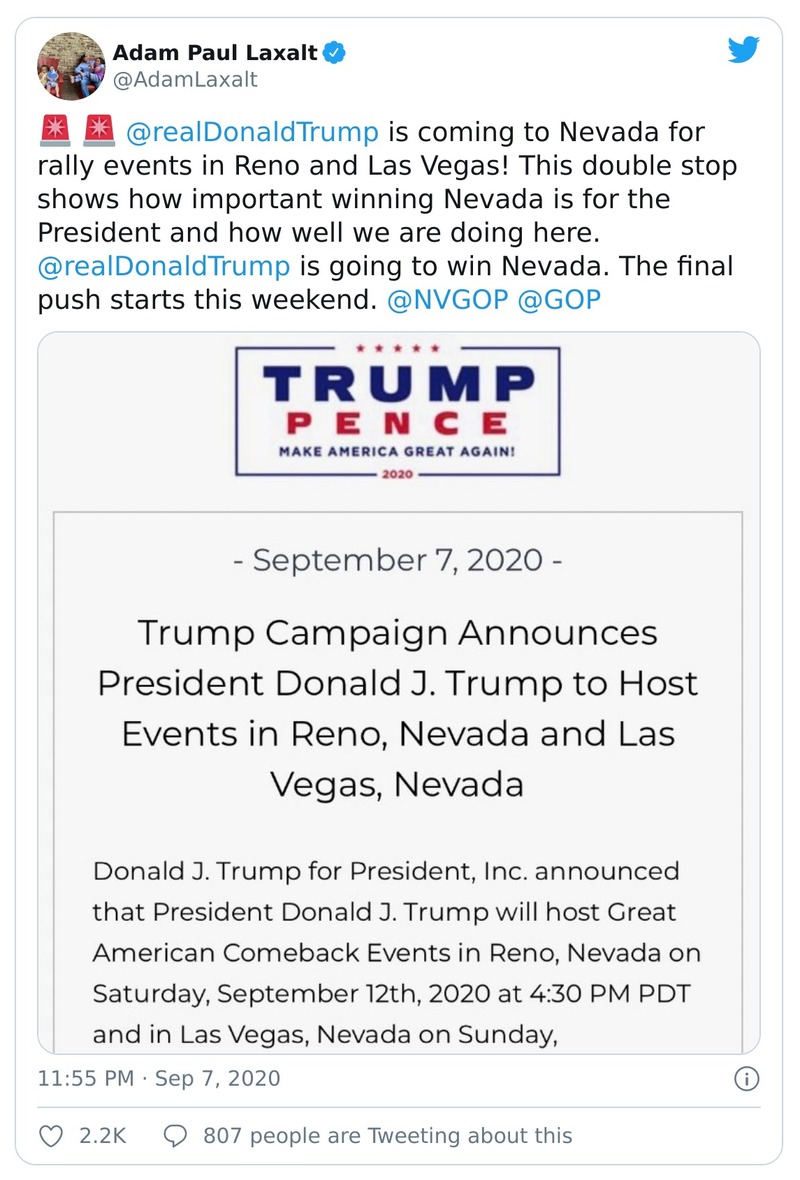 Adam Paul Laxalt
@AdamLaxalt
🚨 🚨 @realDonaldTrump is coming to Nevada for
rally events in Reno and Las Vegas! This double stop
shows how important winning Nevada is for the
President and how well we are doing here.
@realDonaldTrump is going to win Nevada. The final
push starts this weekend. @NVGOP @GOP
TRUMP
PENCE
MAKE AMERICA GREAT AGAIN!
2020
- September 7, 2020 -
Trump Campaign Announces
President Donald J. Trump to Host
Events in Reno, Nevada and Las
Vegas, Nevada
Donald J. Trump for President, Inc. announced
that President Donald J. Trump will host Great
American Comeback Events in Reno, Nevada on
Saturday, September 12th, 2020 at 4:30 PM PDT
and in Las Vegas, Nevada on Sunday,
11:55 PM · Sep 7, 2020
2.2K 807 people are Tweeting about this